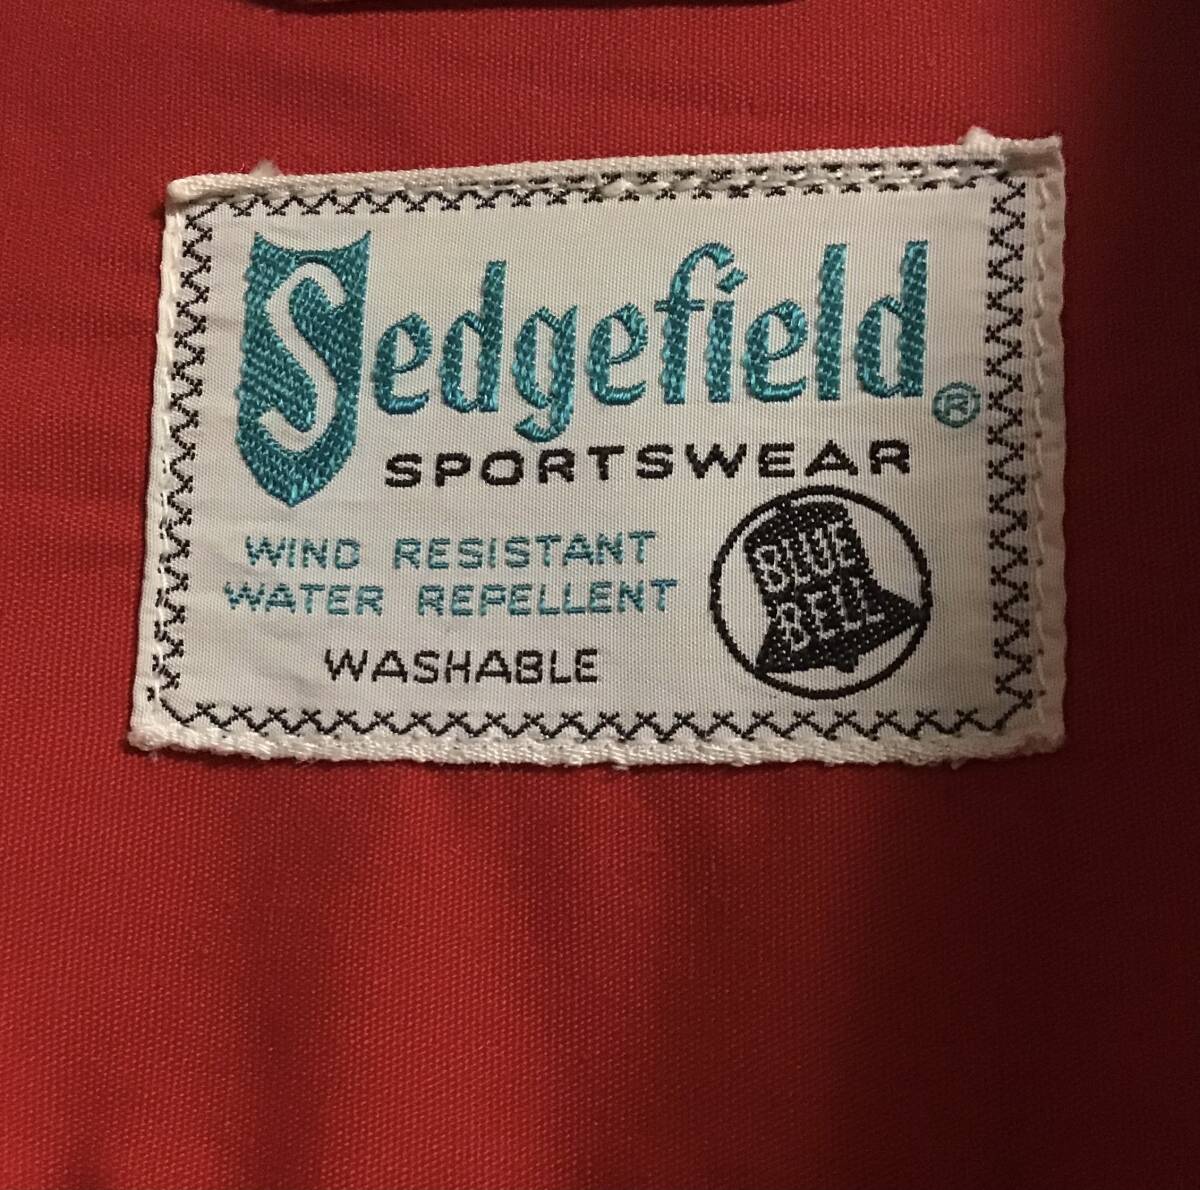 Sedgefield®
SPORTSWEAR
WIND RESISTANT
WATER REPELLENT
WASHABLE
BLUE
BELL